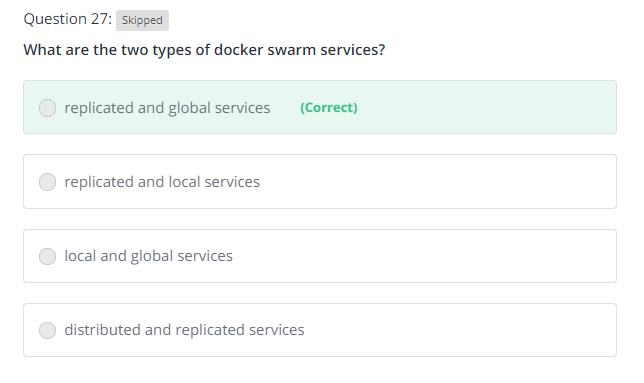 Question 27: Skipped
What are the two types of docker swarm services?
replicated and global services (Correct)
replicated and local services
local and global services
distributed and replicated services